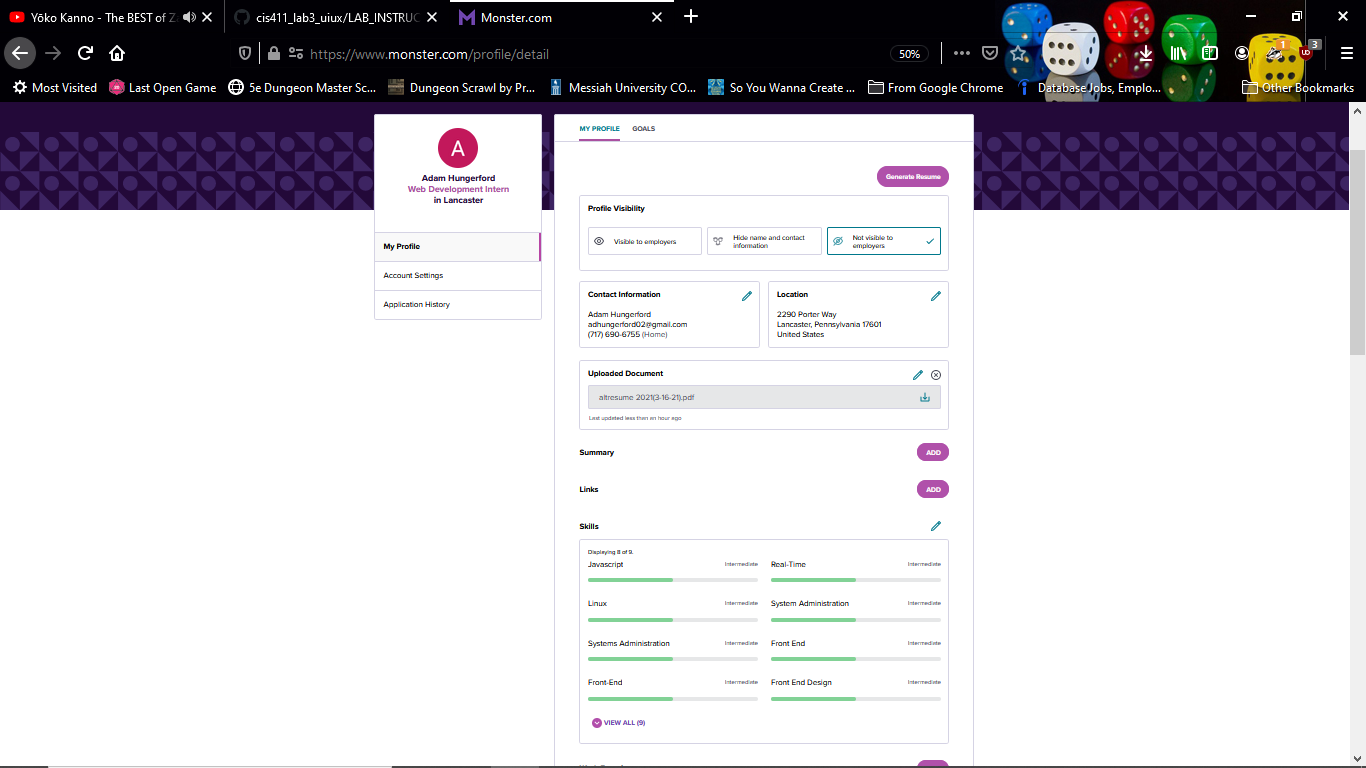 Yōko Kanno - The BEST of Z
cis411_lab3_uiux/LAB_INSTRUC
Monster.com
https://www.monster.com/profile/detail
50%
1
3
Most Visited
Last Open Game
5e Dungeon Master Sc...
Dungeon Scrawl by Pr...
Messiah University CO...
So You Wanna Create ...
From Google Chrome
Database Jobs, Emplo...
Other Bookmarks
A
Adam Hungerford
Web Development Intern
in Lancaster
My Profile
Account Settings
Application History
MY PROFILE
GOALS
Generate Resume
Profile Visibility
Visible to employers
Hide name and contact
information
Not visible to
employers
Contact Information
Adam Hungerford
adhungerford02@gmail.com
(717) 690-6755 (Home)
Location
2290 Porter Way
Lancaster, Pennsylvania 17601
United States
Uploaded Document
altresume 2021(3-16-21).pdf
Last updated less then an hour ago
Summary
ADD
Links
ADD
Skills
Displaying 8 of 9.
Javascript Intermediate
Real-Time Intermediate
Linux Intermediate
System Administration Intermediate
Systems Administration Intermediate
Front End Intermediate
Front-End Intermediate
Front End Design Intermediate
VIEW ALL (9)